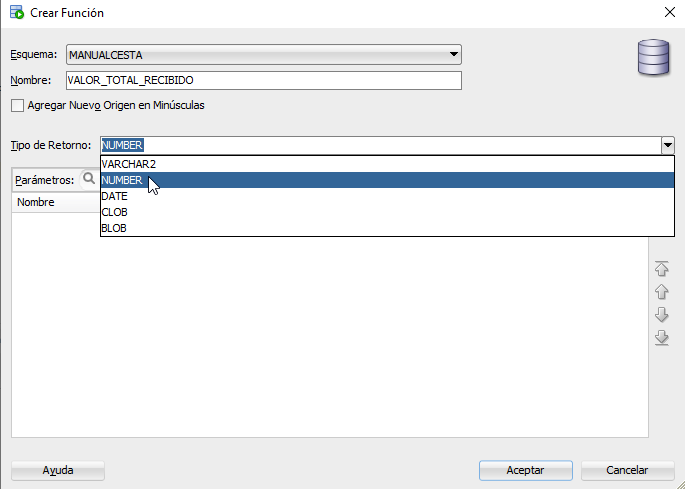 Crear Función
Esquema: MANUALCESTA
Nombre: VALOR_TOTAL_RECIBIDO
Agregar Nuevo Origen en Minúsculas
Tipo de Retorno: NUMBER
VARCHAR2
Parámetros: NUMBER
DATE
Nombre
CLOB
BLOB
Ayuda Aceptar Cancelar